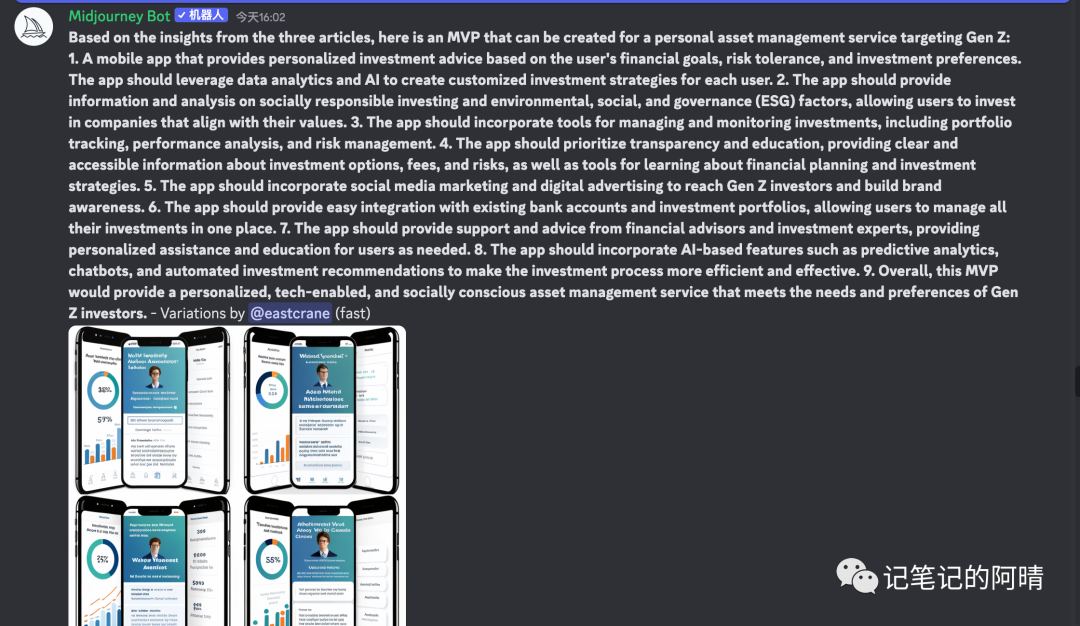 Midjourney Bot ✓ 机器人 今天16:02
Based on the insights from the three articles, here is an MVP that can be created for a personal asset management service targeting Gen Z:
1. A mobile app that provides personalized investment advice based on the user's financial goals, risk tolerance, and investment preferences.
The app should leverage data analytics and AI to create customized investment strategies for each user. 2. The app should provide
information and analysis on socially responsible investing and environmental, social, and governance (ESG) factors, allowing users to invest
in companies that align with their values. 3. The app should incorporate tools for managing and monitoring investments, including portfolio
tracking, performance analysis, and risk management. 4. The app should prioritize transparency and education, providing clear and
accessible information about investment options, fees, and risks, as well as tools for learning about financial planning and investment
strategies. 5. The app should incorporate social media marketing and digital advertising to reach Gen Z investors and build brand
awareness. 6. The app should provide easy integration with existing bank accounts and investment portfolios, allowing users to manage all
their investments in one place. 7. The app should provide support and advice from financial advisors and investment experts, providing
personalized assistance and education for users as needed. 8. The app should incorporate AI-based features such as predictive analytics,
chatbots, and automated investment recommendations to make the investment process more efficient and effective. 9. Overall, this MVP
would provide a personalized, tech-enabled, and socially conscious asset management service that meets the needs and preferences of Gen
Z investors. - Variations by @eastcrane (fast)
57%
55%
记笔记的阿晴